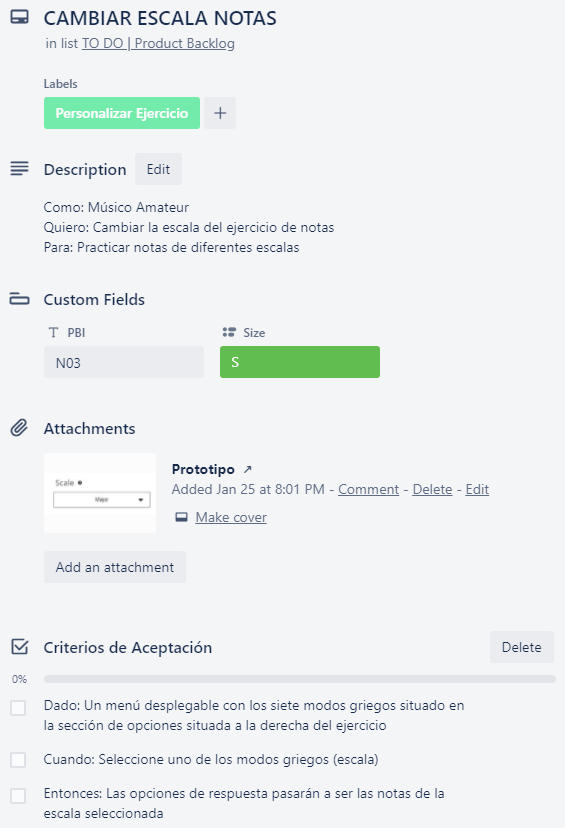 CAMBIAR ESCALA NOTAS
in list TO DO | Product Backlog
Labels
Personalizar Ejercicio
+
Description Edit
Como: Músico Amateur
Quiero: Cambiar la escala del ejercicio de notas
Para: Practicar notas de diferentes escalas
Custom Fields
PBI Size
N03 S
Attachments
Scale
Major
Prototipo ↗
Added Jan 25 at 8:01 PM - Comment - Delete - Edit
Make cover
Add an attachment
Criterios de Aceptación Delete
0%
Dado: Un menú desplegable con los siete modos griegos situado en
la sección de opciones situada a la derecha del ejercicio
Cuando: Seleccione uno de los modos griegos (escala)
Entonces: Las opciones de respuesta pasarán a ser las notas de la
escala seleccionada